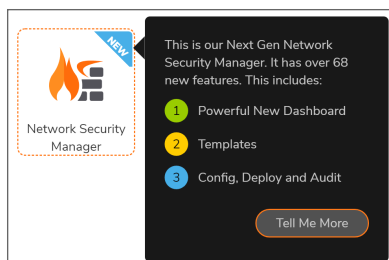 NEW
Network Security
Manager
This is our Next Gen Network
Security Manager. It has over 68
new features. This includes:
1 Powerful New Dashboard
2 Templates
3 Config, Deploy and Audit
Tell Me More